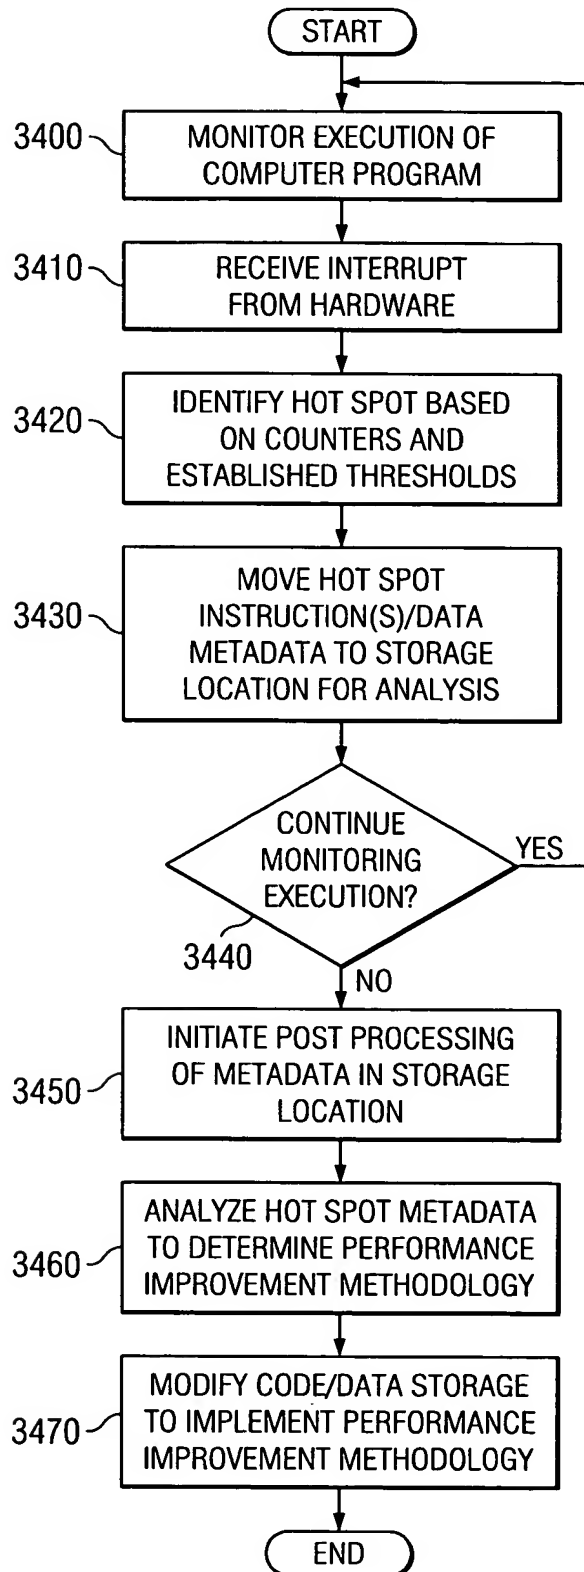 START
3400
MONITOR EXECUTION OF
COMPUTER PROGRAM
3410
RECEIVE INTERRUPT
FROM HARDWARE
3420
IDENTIFY HOT SPOT BASED
ON COUNTERS AND
ESTABLISHED THRESHOLDS
3430
MOVE HOT SPOT
INSTRUCTION(S)/DATA
METADATA TO STORAGE
LOCATION FOR ANALYSIS
CONTINUE
MONITORING
EXECUTION?
YES
3440
NO
3450
INITIATE POST PROCESSING
OF METADATA IN STORAGE
LOCATION
3460
ANALYZE HOT SPOT METADATA
TO DETERMINE PERFORMANCE
IMPROVEMENT METHODOLOGY
3470
MODIFY CODE/DATA STORAGE
TO IMPLEMENT PERFORMANCE
IMPROVEMENT METHODOLOGY
END